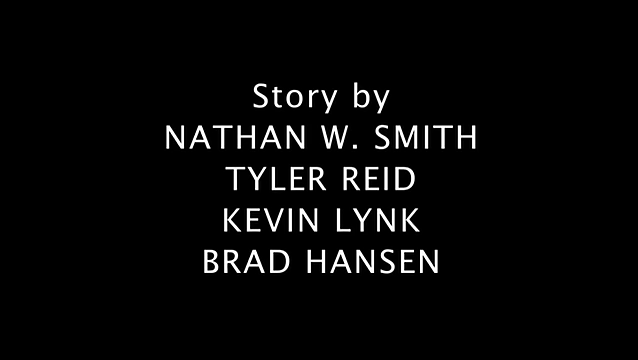 Story by
NATHAN W. SMITH
TYLER REID
KEVIN LYNK
BRAD HANSEN